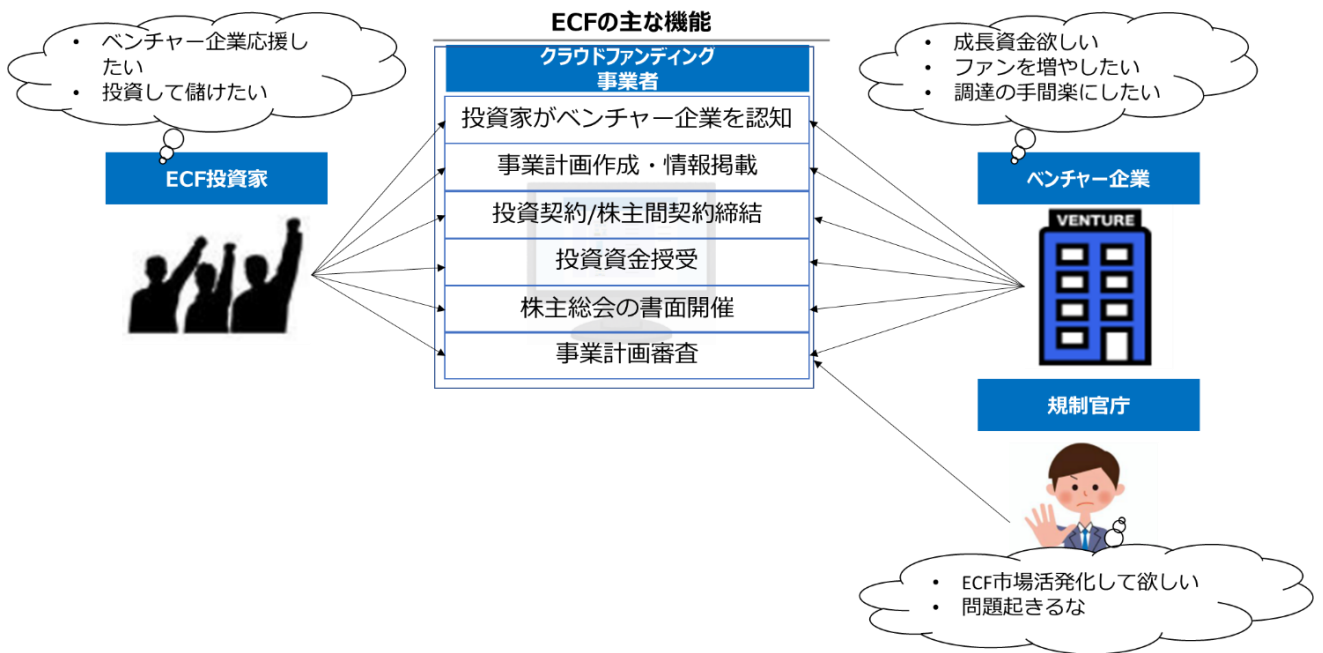 ECFの主な機能
• ベンチャー企業応援し
たい
• 投資して儲けたい
ECF投資家
クラウドファンディング
事業者
投資家がベンチャー企業を認知
事業計画作成・情報掲載
投資契約/株主間契約締結
投資資金授受
株主総会の書面開催
事業計画審査
• 成長資金欲しい
• ファンを増やしたい
• 調達の手間楽にしたい
ベンチャー企業
VENTURE
規制官庁
• ECF市場活発化して欲しい
• 問題起きるな